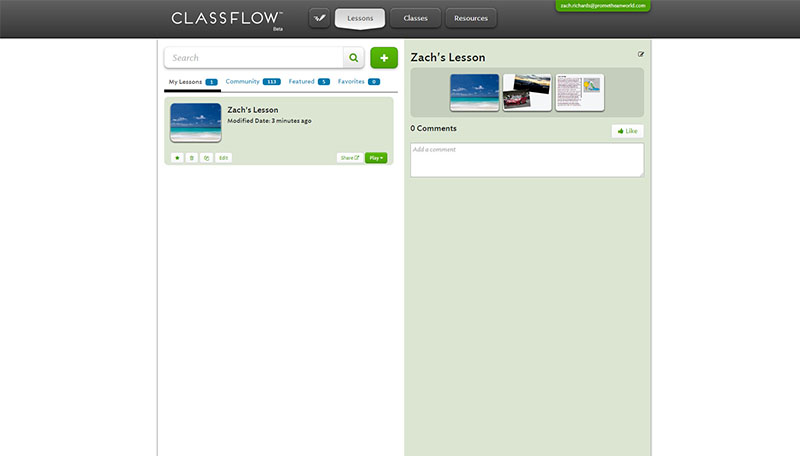 CLASSFLOW™
Beta
Lessons
Classes
Resources
zach.richards@prometheanworld.com
Search
My Lessons 1
Community 113
Featured 5
Favorites 0
Zach's Lesson
Modified Date: 3 minutes ago
Edit
Share
Play
Zach's Lesson
0 Comments
Like
Add a comment